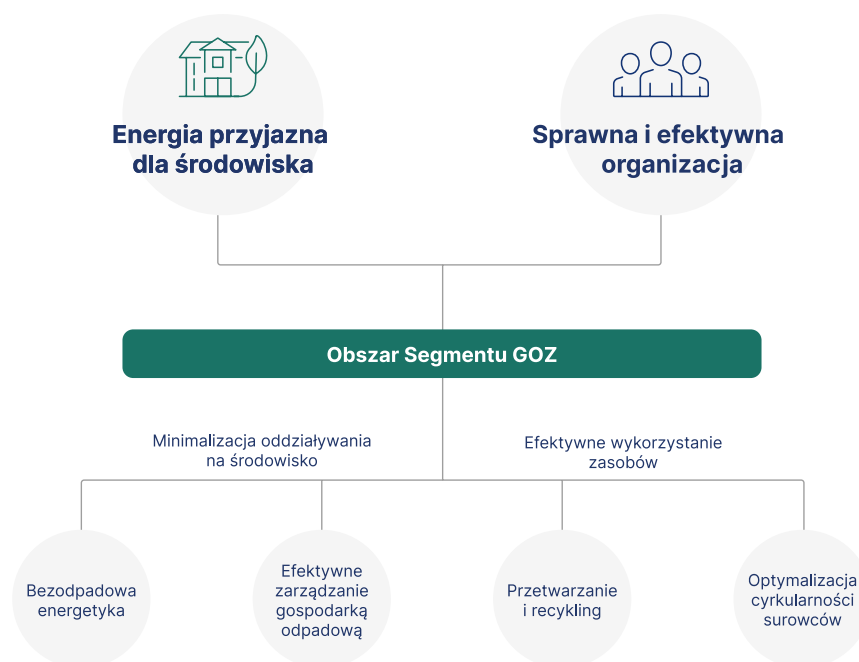 Energia przyjazna
dla środowiska
Sprawna i efektywna
organizacja
Obszar Segmentu GOZ
Minimalizacja oddziaływania
na środowisko
Efektywne wykorzystanie
zasobów
Bezodpadowa
energetyka
Efektywne
zarządzanie
gospodarką
odpadową
Przetwarzanie
i recykling
Optymalizacja
cyrkularności
surowców